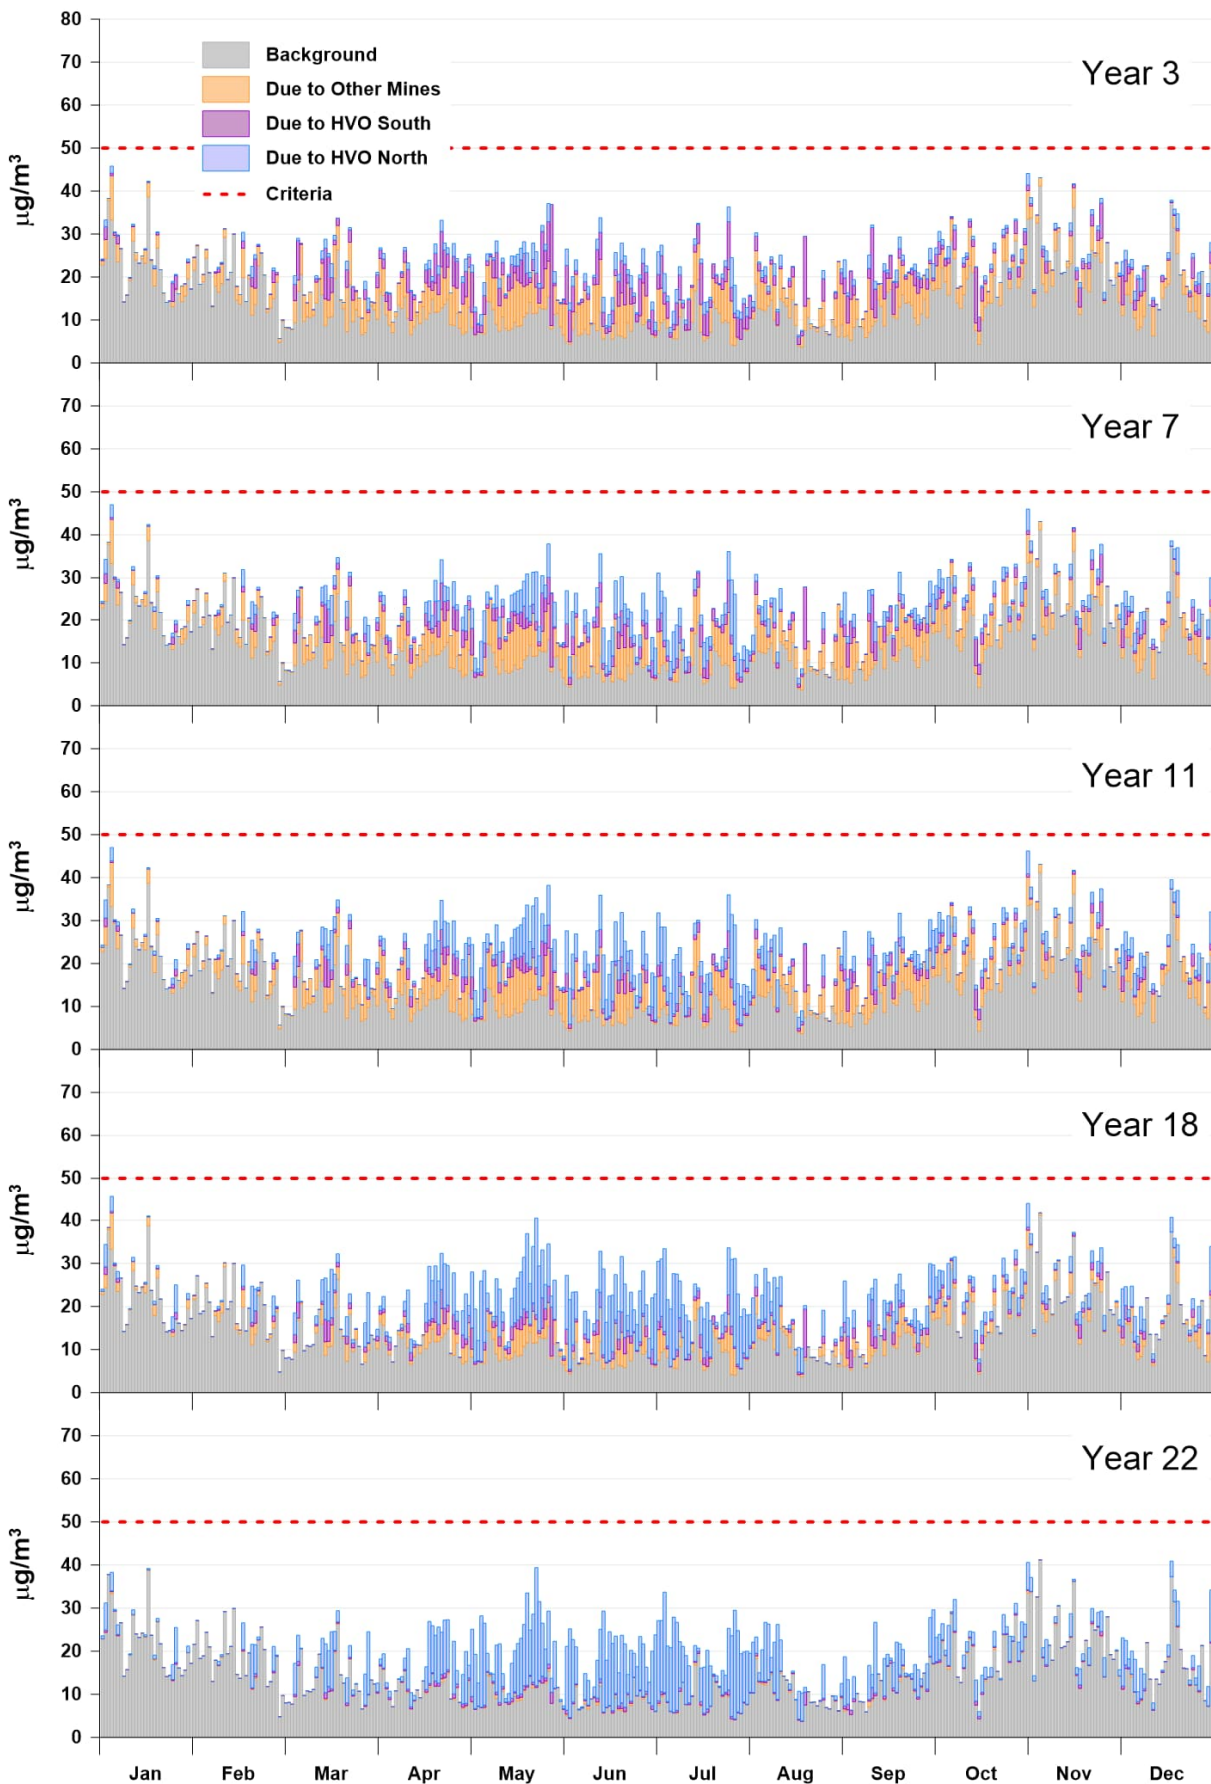 80
70
60
50
40
30
20
10
0
µg/m³
Background
Due to Other Mines
Due to HVO South
Due to HVO North
Criteria
Year 3
70
60
50
40
30
20
10
0
µg/m³
Year 7
70
60
50
40
30
20
10
0
µg/m³
Year 11
70
60
50
40
30
20
10
0
µg/m³
Year 18
70
60
50
40
30
20
10
0
µg/m³
Year 22
Jan Feb Mar Apr May Jun Jul Aug Sep Oct Nov Dec